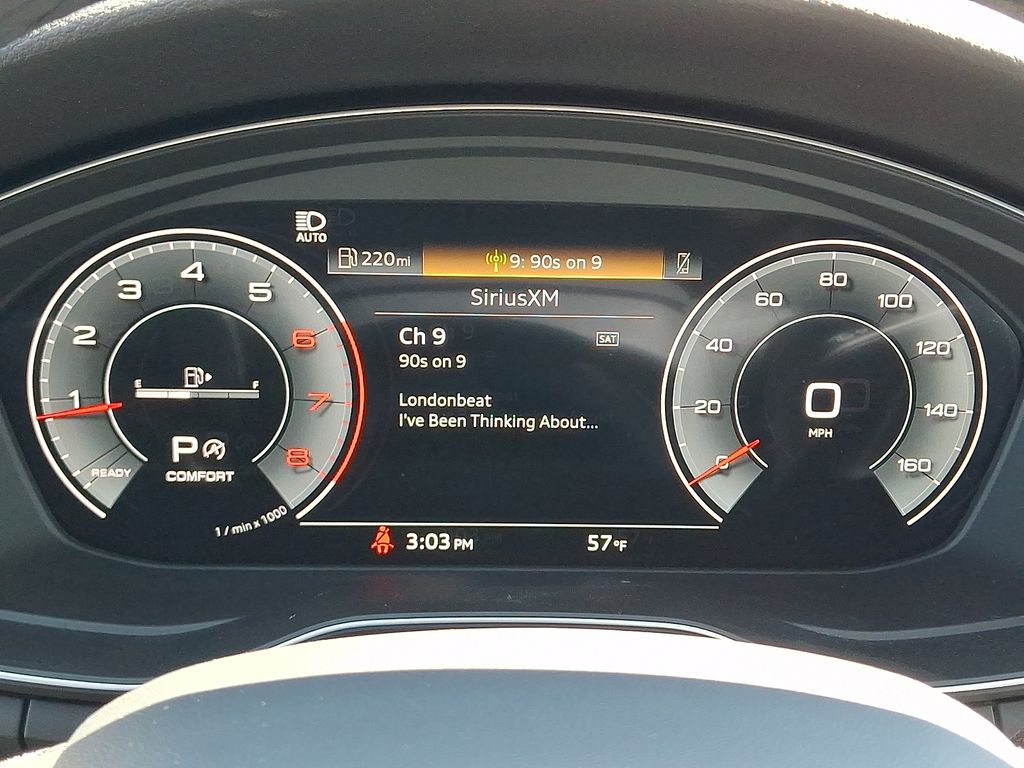 AUTO
220mi
9: 90s on 9
SiriusXM
Ch 9
SAT
90s on 9
Londonbeat
I've Been Thinking About...
1
2
3
4
5
6
7
8
READY
E
F
P
COMFORT
1 / min x 1000
0
20
40
60
80
100
120
140
160
0
MPH
3:03 PM
57°F